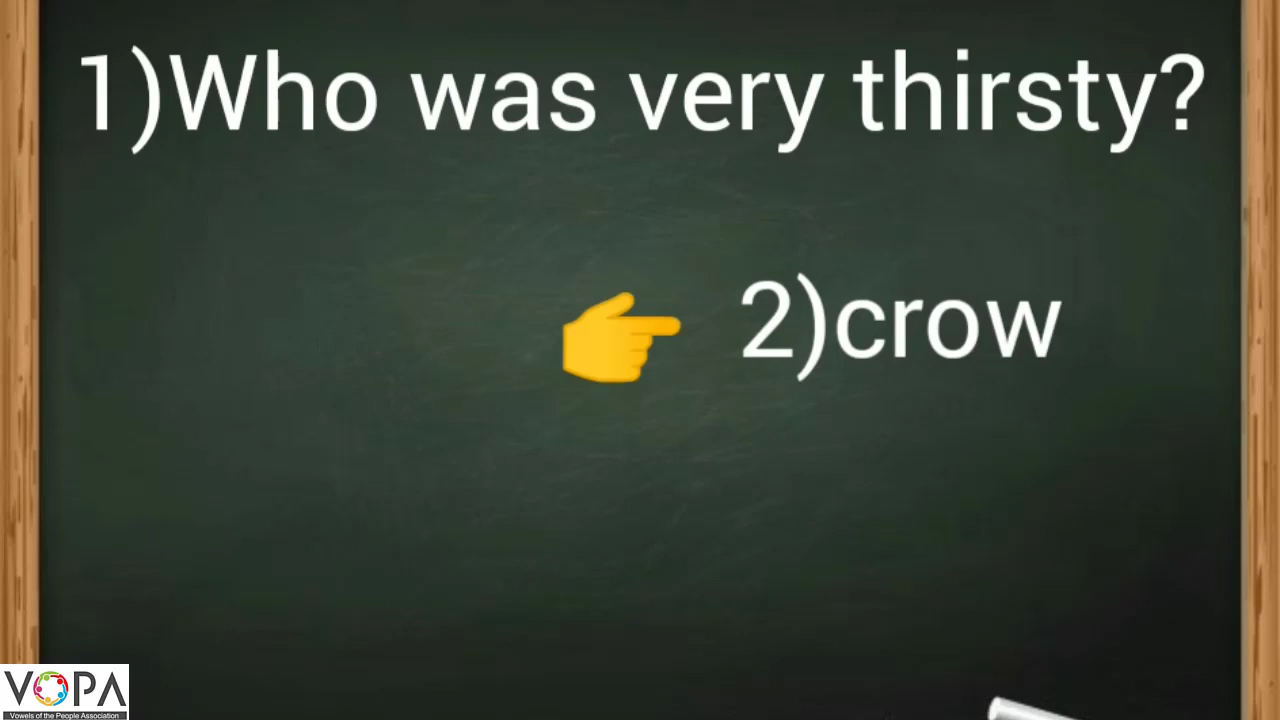 1)Who was very thirsty?
2)crow
VOPA
Vowels of the People Association